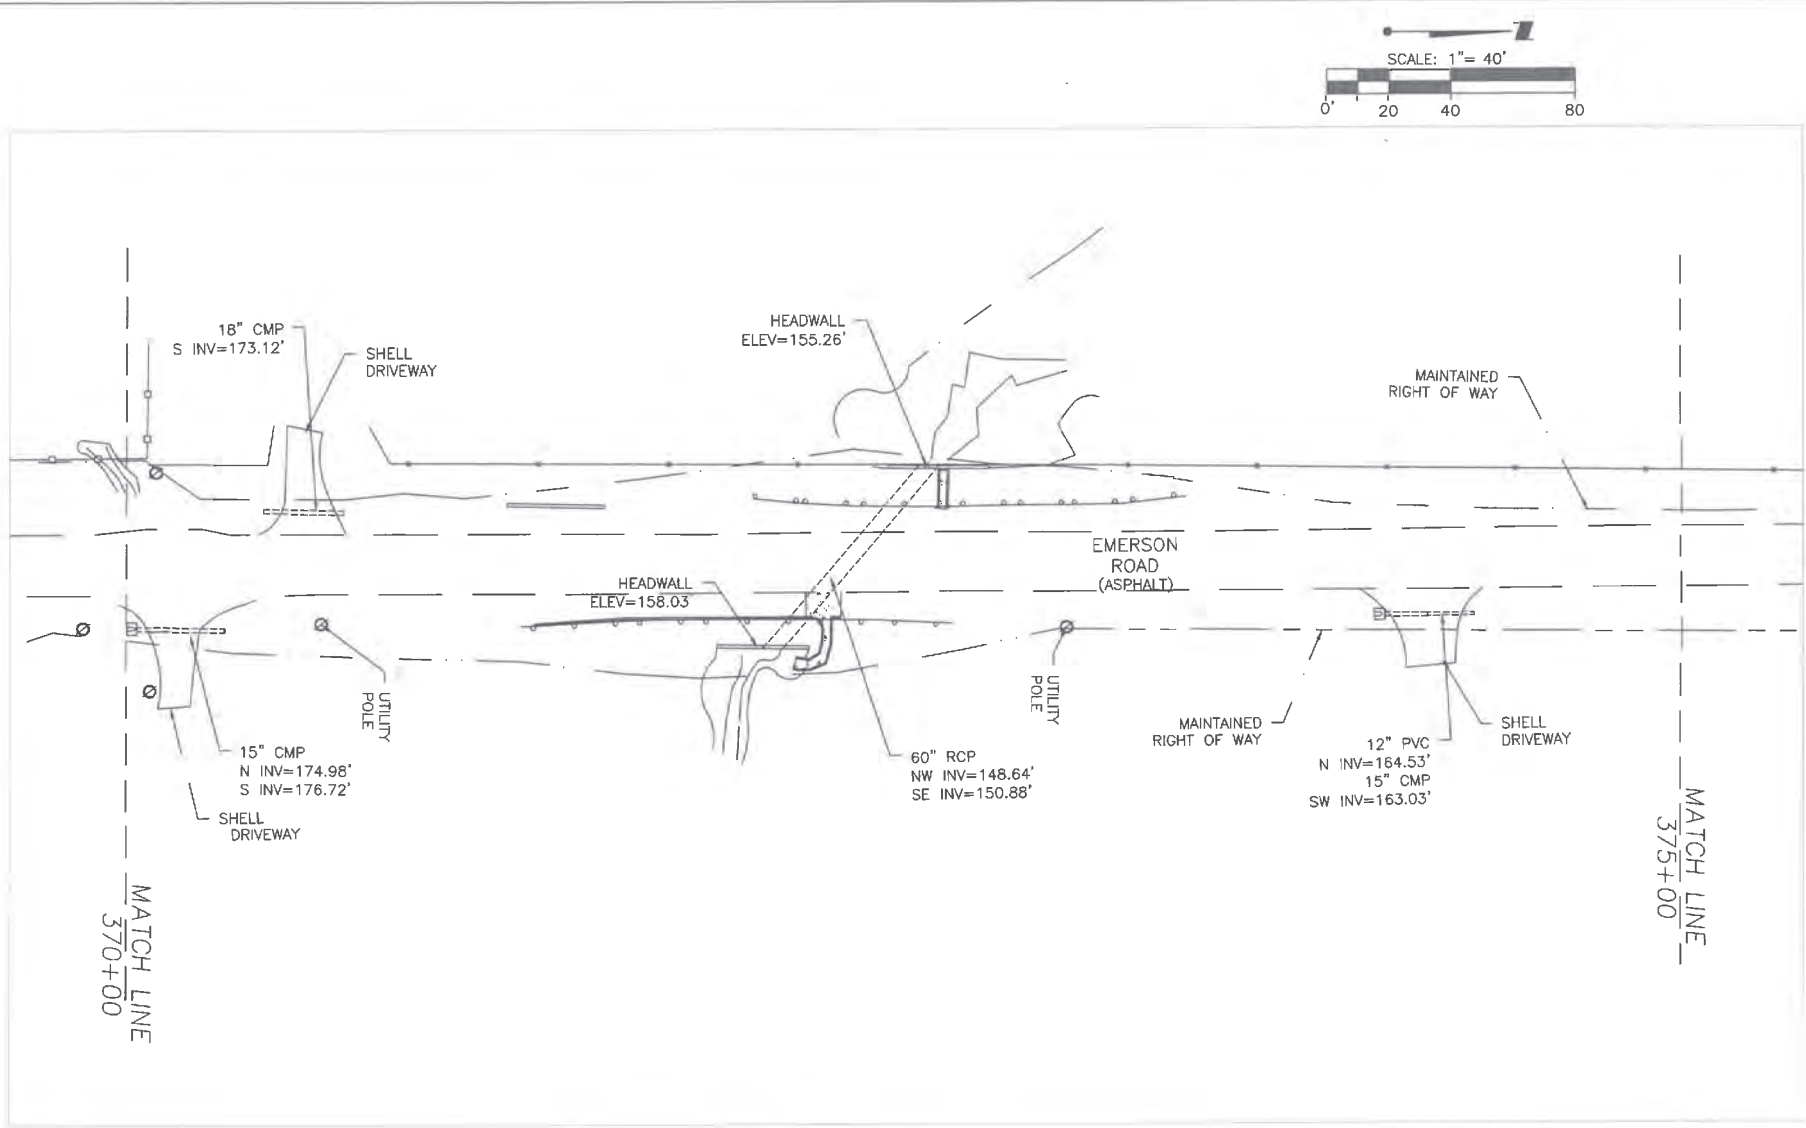 SCALE: 1"= 40'
0' 20 40 80
18" CMP
S INV=173.12'
SHELL
DRIVEWAY
HEADWALL
ELEV=155.26'
MAINTAINED
RIGHT OF WAY
EMERSON
ROAD
(ASPHALT)
HEADWALL
ELEV=158.03
UTILITY
POLE
UTILITY
POLE
15" CMP
N INV=174.98'
S INV=176.72'
SHELL
DRIVEWAY
60" RCP
NW INV=148.64'
SE INV=150.88'
MAINTAINED
RIGHT OF WAY
12" PVC
N INV=164.53'
15" CMP
SW INV=163.03'
SHELL
DRIVEWAY
MATCH LINE
370+00
MATCH LINE
375+00